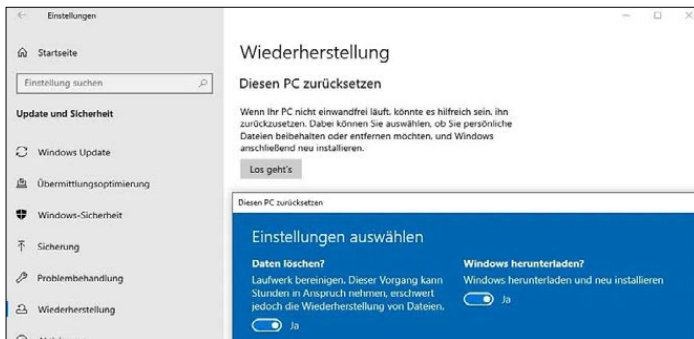 Einstellungen
Startseite
Einstellung suchen
Update und Sicherheit
Windows Update
Übermittlungsoptimierung
Windows-Sicherheit
Sicherung
Problembehandlung
Wiederherstellung
Wiederherstellung
Diesen PC zurücksetzen
Wenn Ihr PC nicht einwandfrei läuft, könnte es hilfreich sein, ihn
zurückzusetzen. Dabei können Sie auswählen, ob Sie persönliche
Dateien beibehalten oder entfernen möchten, und Windows
anschließend neu installieren.
Los geht's
Diesen PC zurücksetzen
Einstellungen auswählen
Daten löschen?
Laufwerk bereinigen. Dieser Vorgang kann
Stunden in Anspruch nehmen, erschwert
jedoch die Wiederherstellung von Dateien.
Ja
Windows herunterladen?
Windows herunterladen und neu installieren
Ja